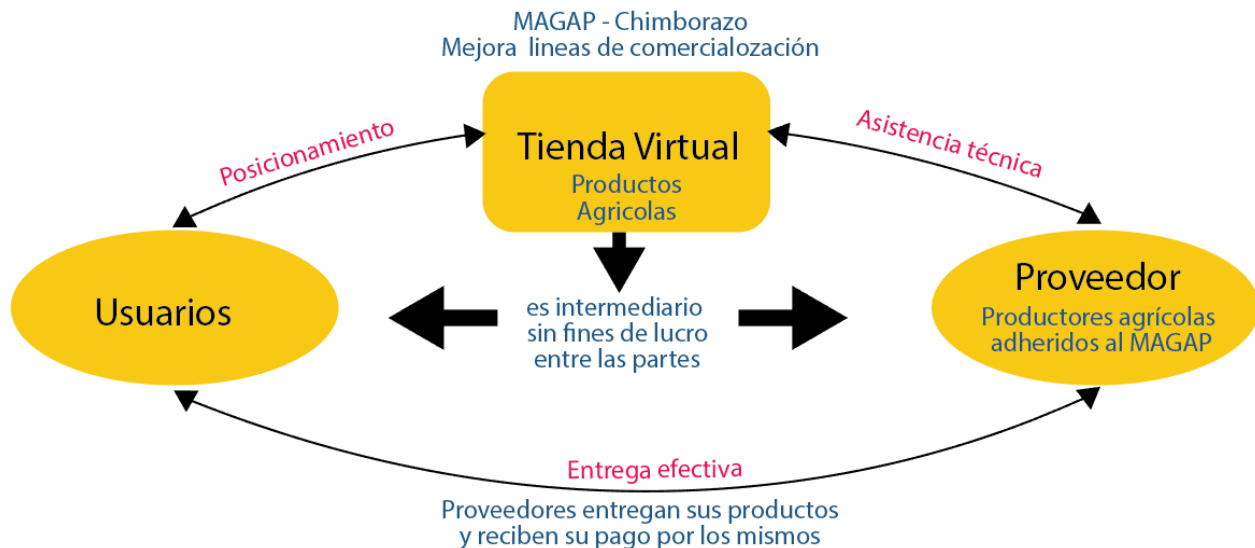 MAGAP - Chimborazo
Mejora lineas de comercialozación
Posicionamiento
Asistencia técnica
Tienda Virtual
Productos
Agricolas
Usuarios
es intermediario
sin fines de lucro
entre las partes
Proveedor
Productores agrícolas
adheridos al MAGAP
Entrega efectiva
Proveedores entregan sus productos
y reciben su pago por los mismos